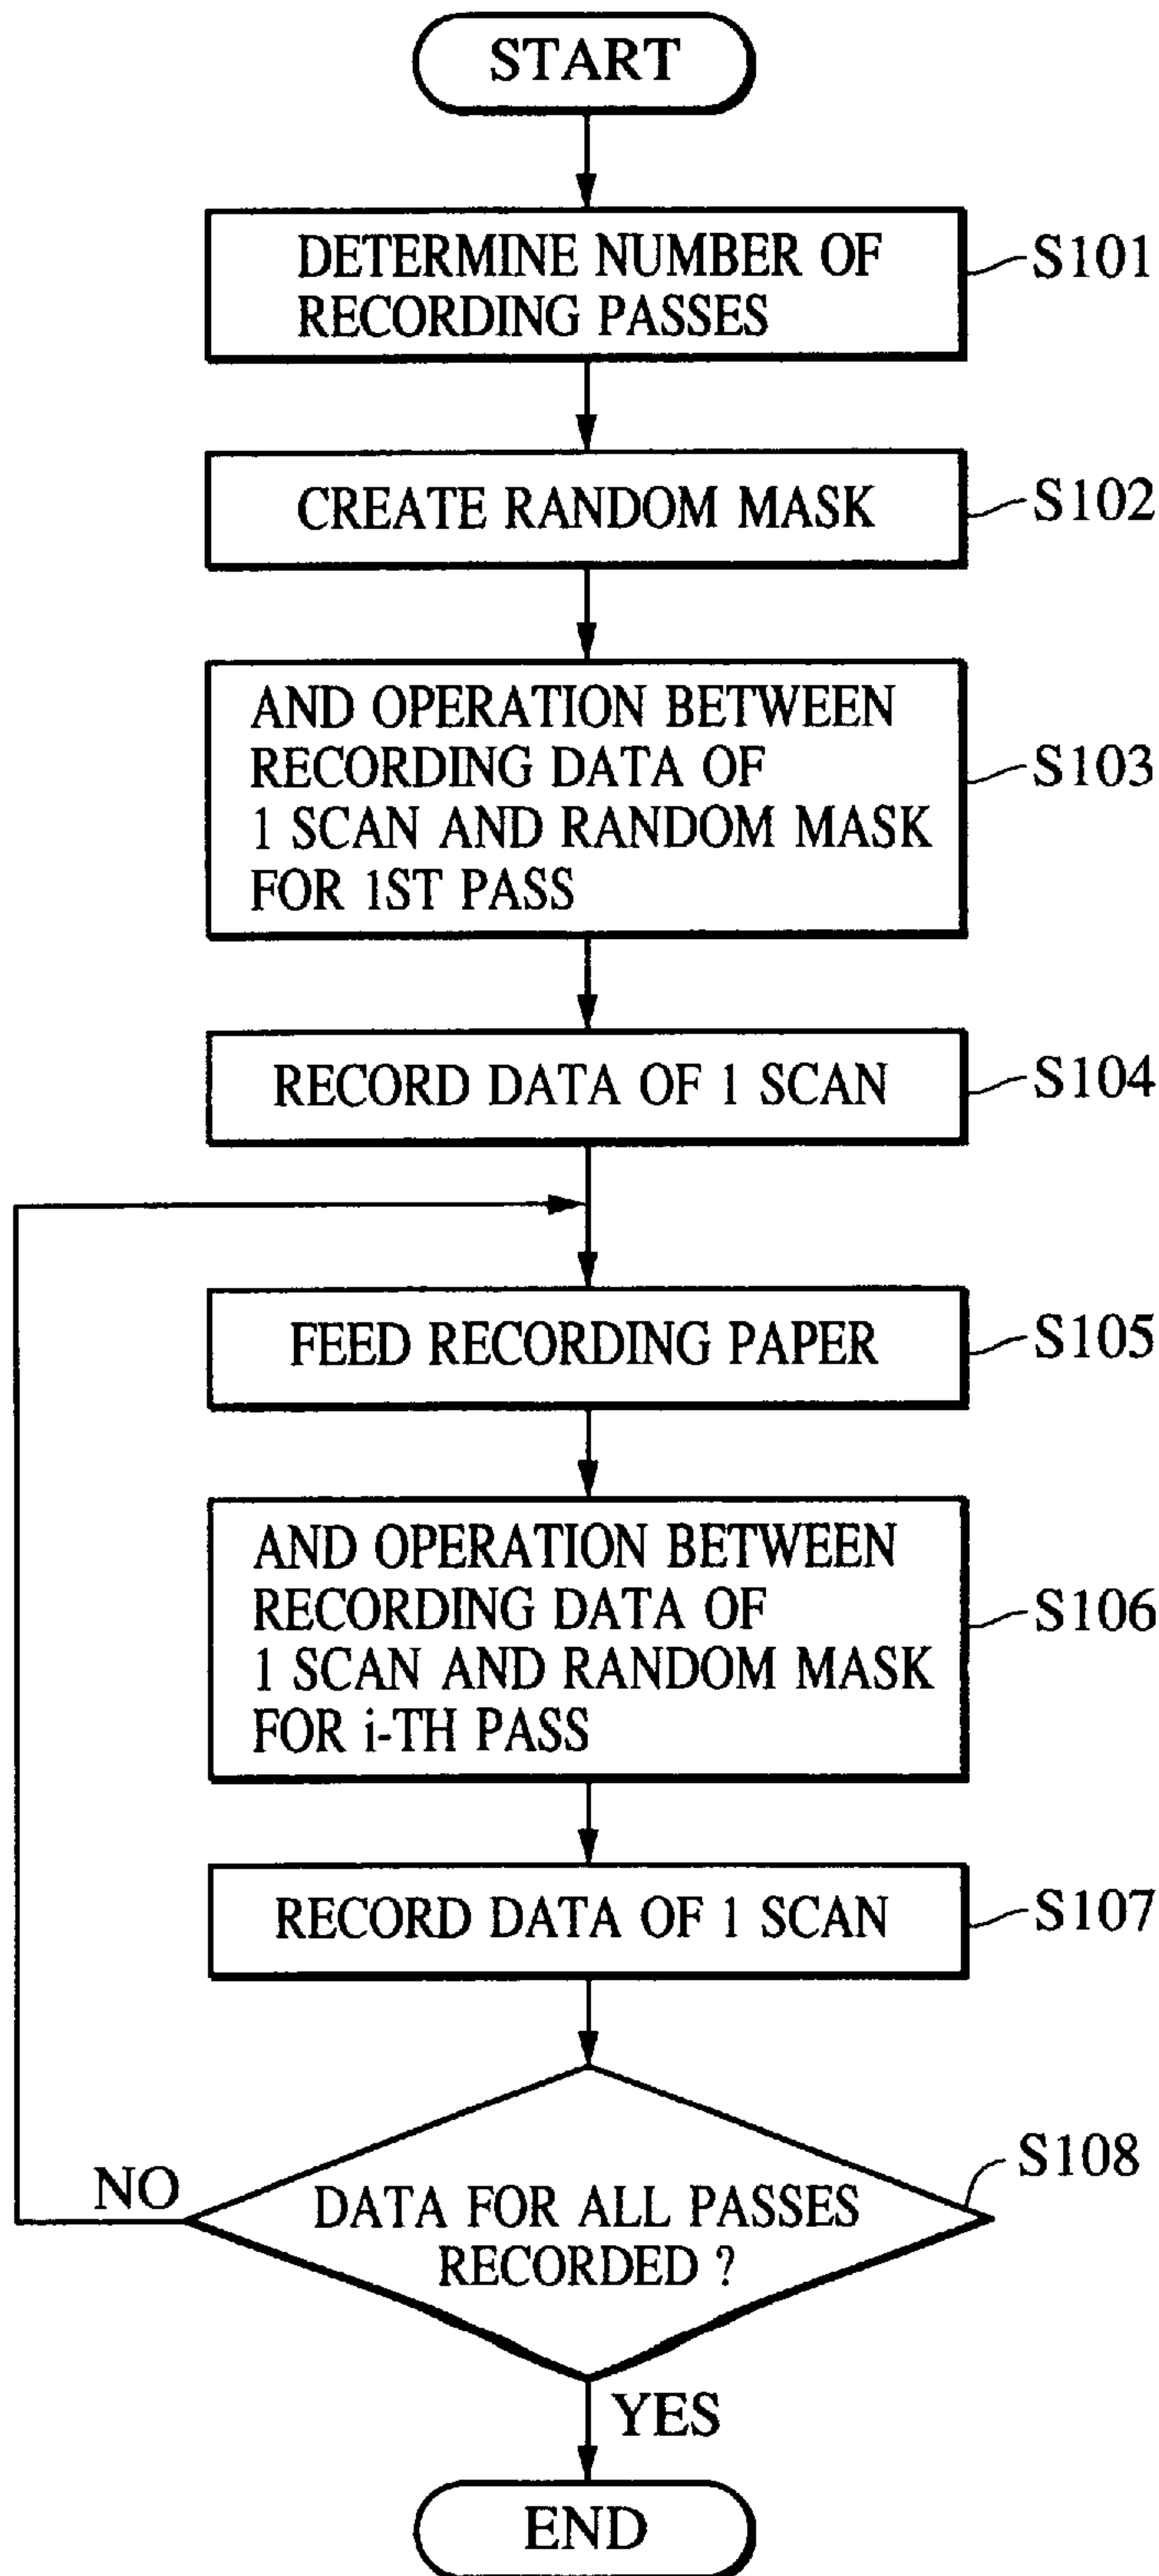 START
DETERMINE NUMBER OF
RECORDING PASSES
S101
CREATE RANDOM MASK
S102
AND OPERATION BETWEEN
RECORDING DATA OF
1 SCAN AND RANDOM MASK
FOR 1ST PASS
S103
RECORD DATA OF 1 SCAN
S104
FEED RECORDING PAPER
S105
AND OPERATION BETWEEN
RECORDING DATA OF
1 SCAN AND RANDOM MASK
FOR i-TH PASS
S106
RECORD DATA OF 1 SCAN
S107
NO
DATA FOR ALL PASSES
RECORDED ?
S108
YES
END